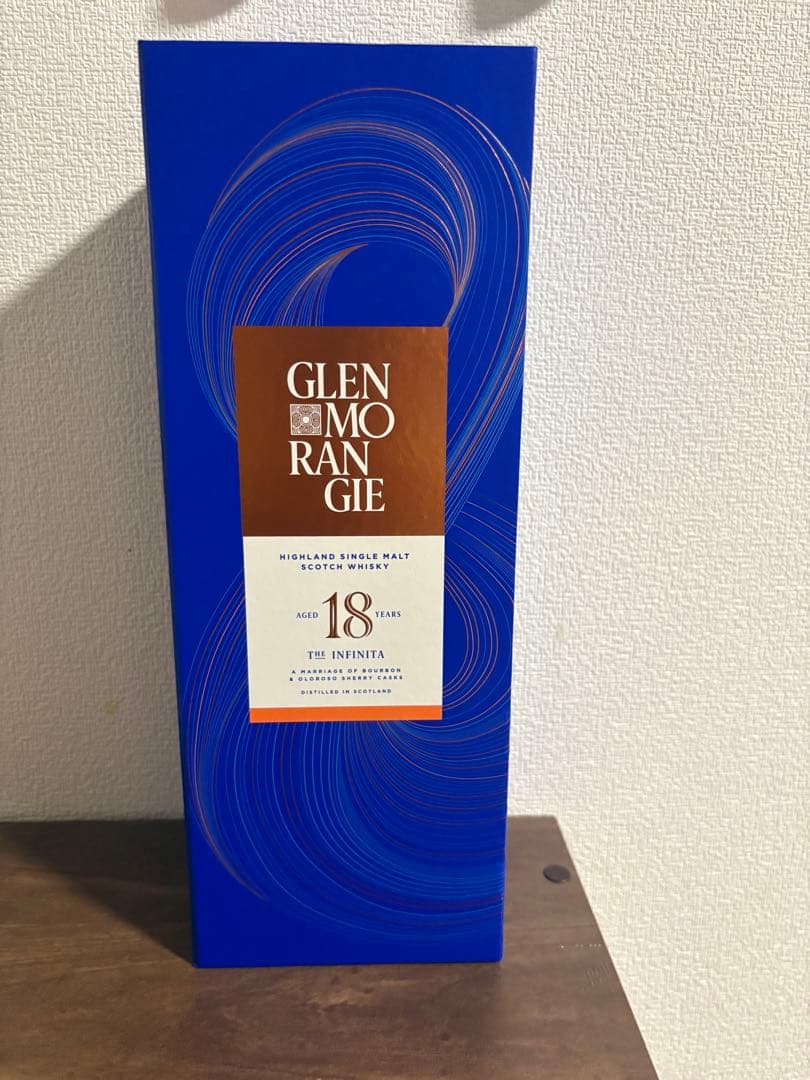 GLEN
MO
RAN
GIE
HIGHLAND SINGLE MALT
SCOTCH WHISKY
AGED 18 YEARS
THE INFINITA
A MARRIAGE OF BOURBON
& OLOROSO SHERRY CASKS
DISTILLED IN SCOTLAND